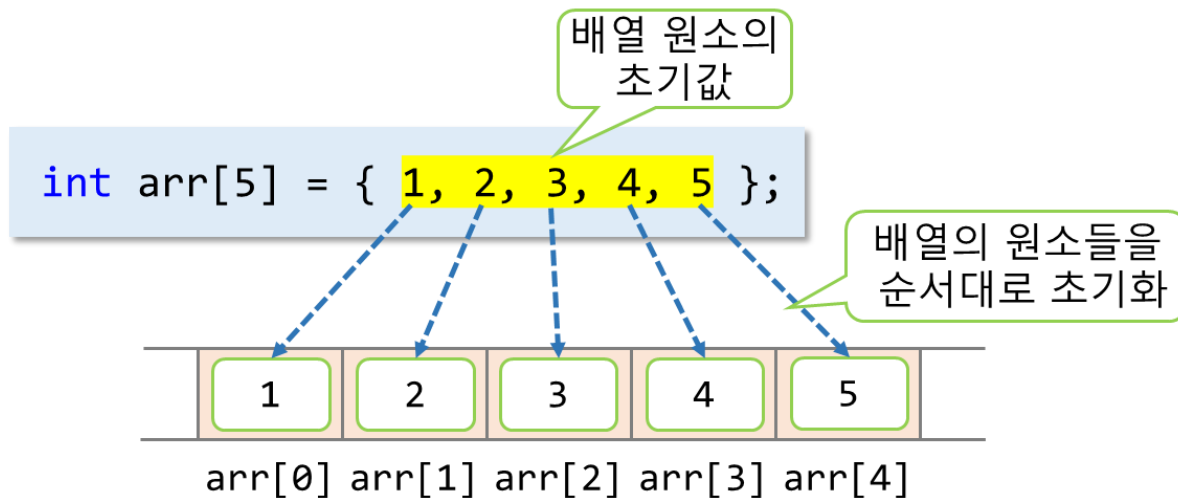 배열 원소의
초기값
int arr[5] = { 1, 2, 3, 4, 5 };
배열의 원소들을
순서대로 초기화
1 2 3 4 5
arr[0] arr[1] arr[2] arr[3] arr[4]